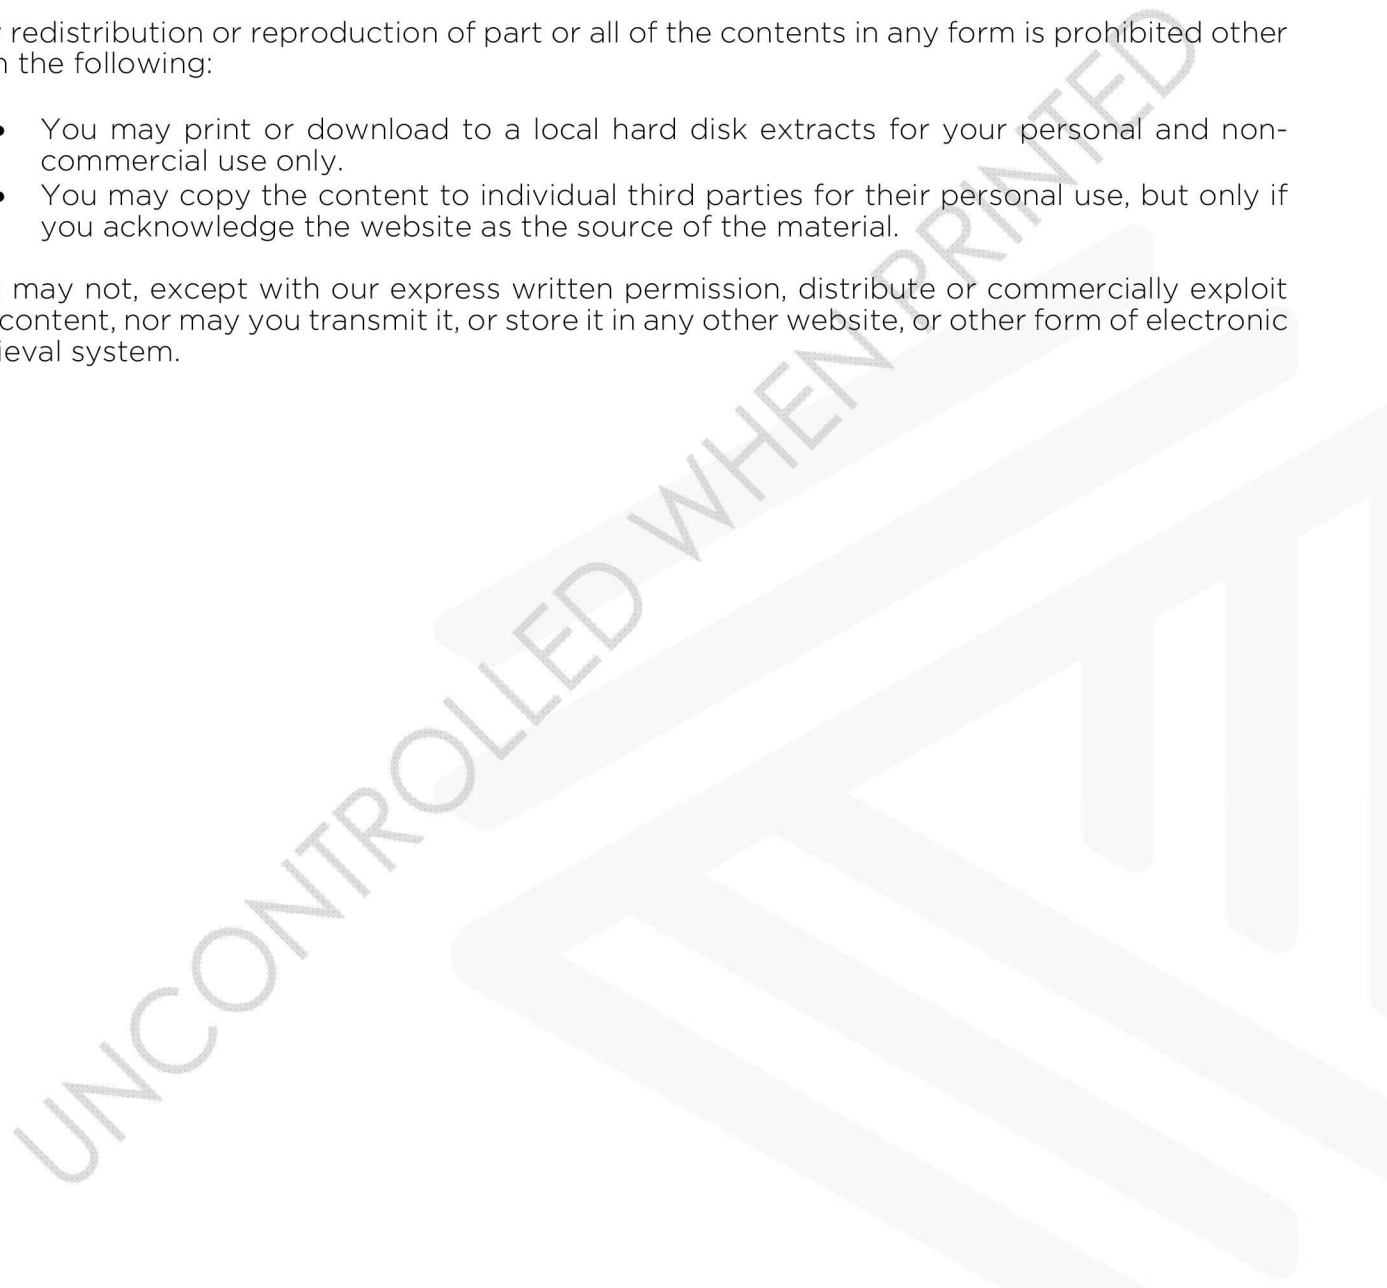 redistribution or reproduction of part or all of the contents in any form is prohibited other
the following:
• You may print or download to a local hard disk extracts for your personal and non-
commercial use only.
• You may copy the content to individual third parties for their personal use, but only if
you acknowledge the website as the source of the material.
may not, except with our express written permission, distribute or commercially exploit
content, nor may you transmit it, or store it in any other website, or other form of electronic
ieval system.
UNCONTROLLED WHEN PRINTED